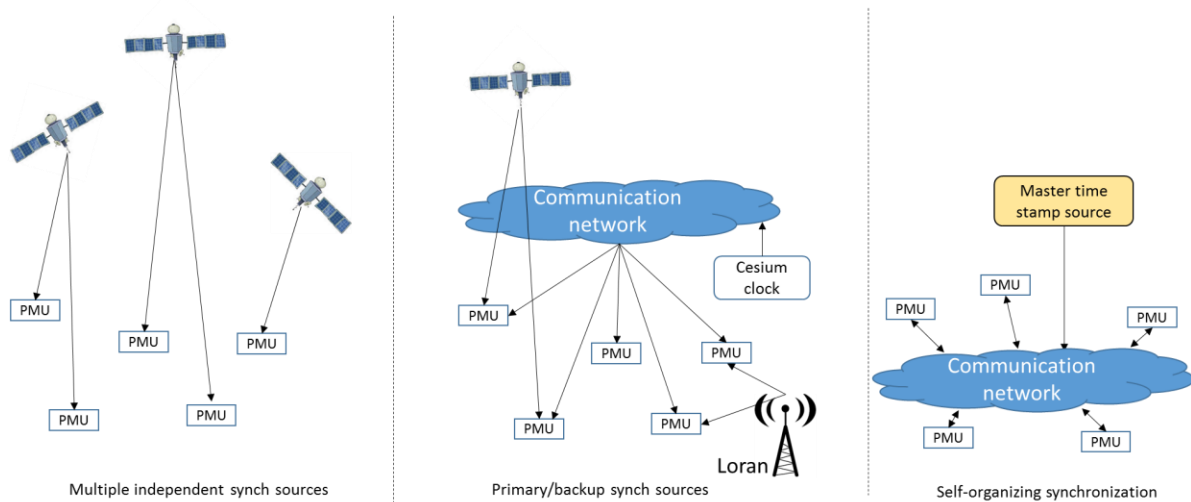 PMU
PMU
PMU
PMU
PMU
Multiple independent synch sources
Communication
network
Cesium
clock
PMU
PMU
PMU
PMU
PMU
Loran
Primary/backup synch sources
Master time
stamp source
PMU
PMU
PMU
Communication
network
PMU
PMU
Self-organizing synchronization